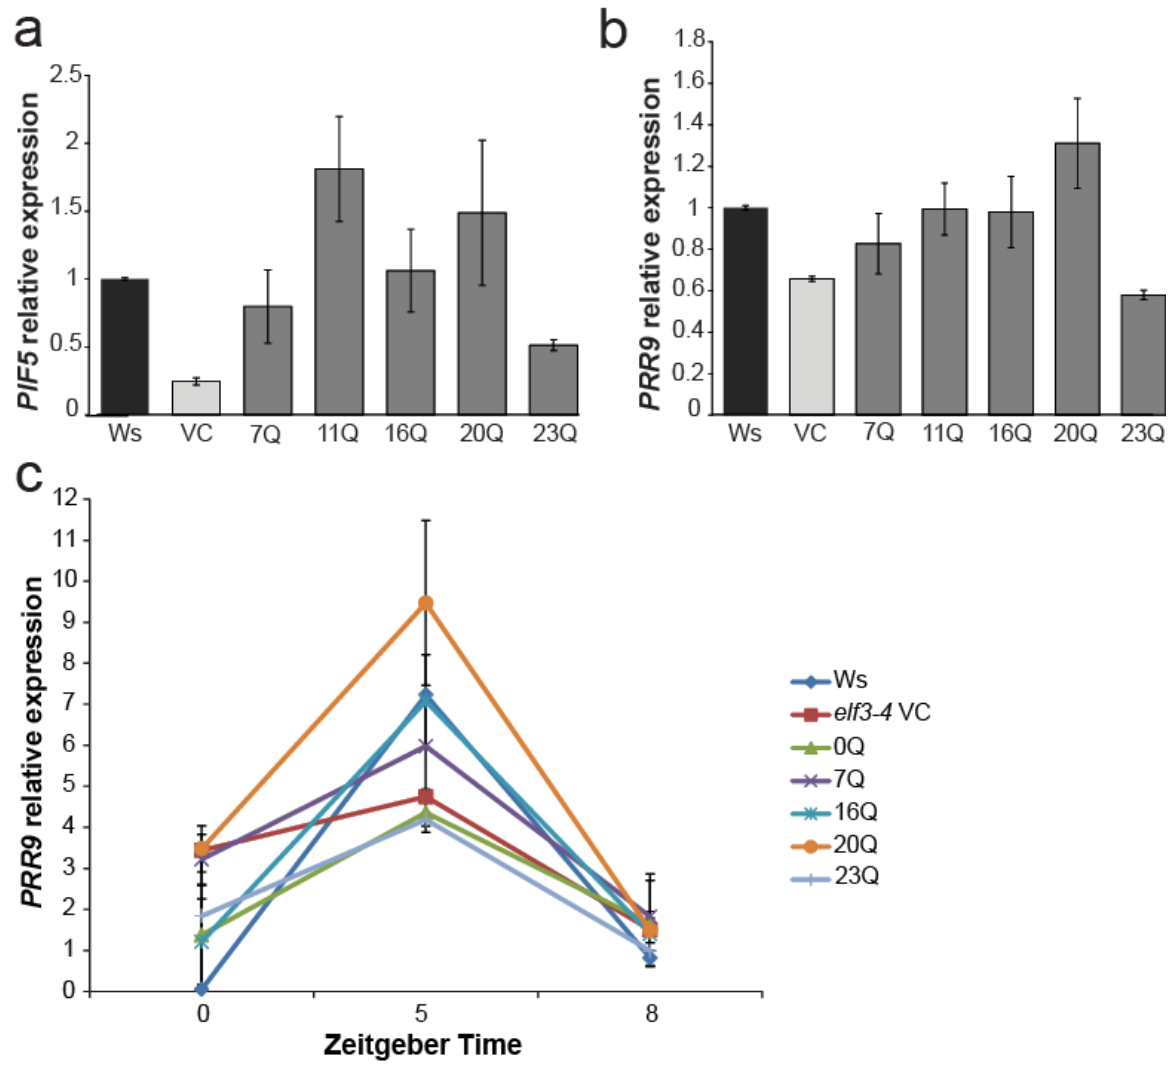 a
PIF5 relative expression
2.5
2
1.5
1
0.5
0
Ws VC 7Q 11Q 16Q 20Q 23Q
b
PRR9 relative expression
1.8
1.6
1.4
1.2
1
0.8
0.6
0.4
0.2
0
Ws VC 7Q 11Q 16Q 20Q 23Q
c
PRR9 relative expression
12
11
10
9
8
7
6
5
4
3
2
1
0
0 5 8
Zeitgeber Time
Ws
elf3-4 VC
0Q
7Q
16Q
20Q
23Q